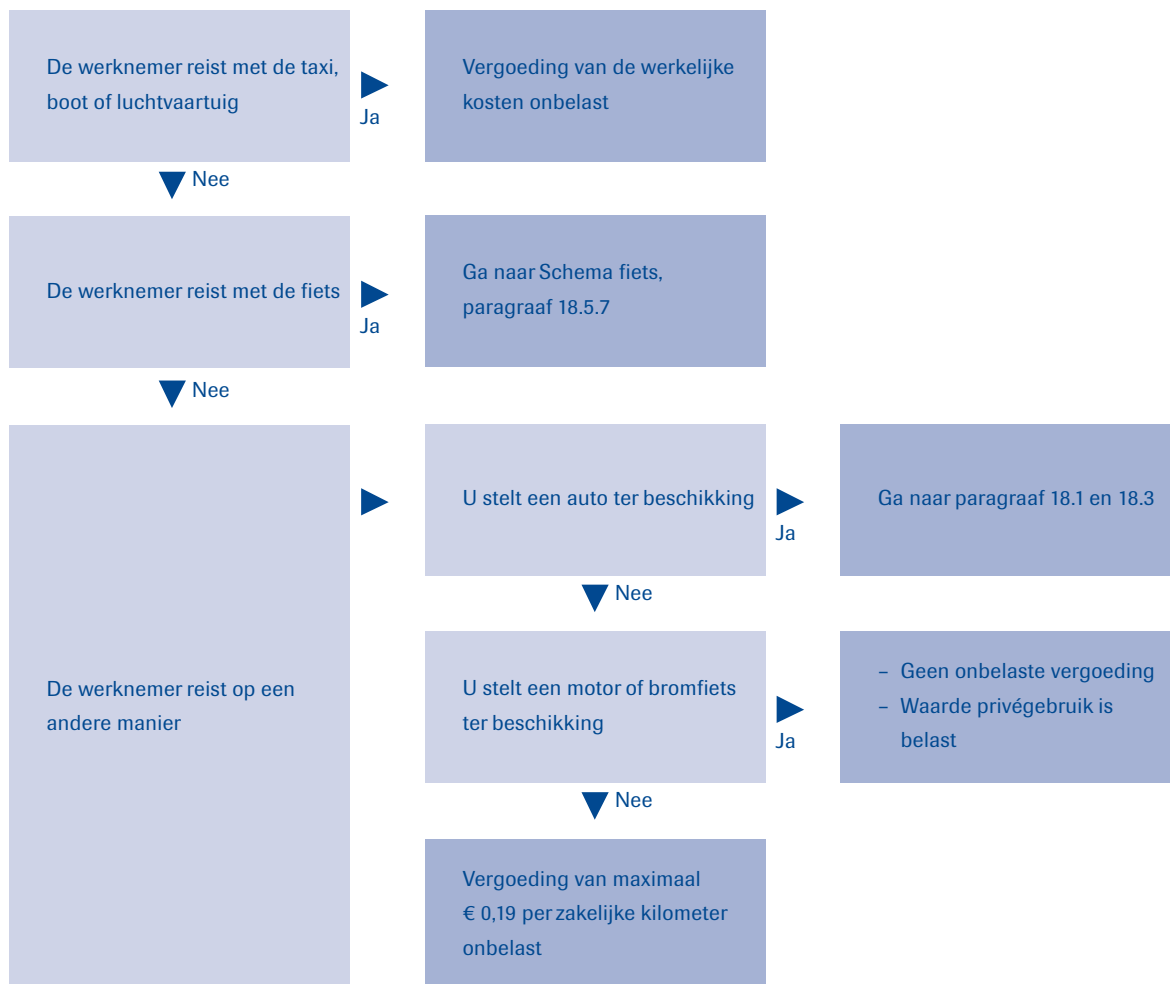 De werknemer reist met de taxi,
boot of luchtvaartuig
Ja
Vergoeding van de werkelijke
kosten onbelast
Nee
De werknemer reist met de fiets
Ja
Ga naar Schema fiets,
paragraaf 18.5.7
Nee
De werknemer reist op een
andere manier
U stelt een auto ter beschikking
Ja
Ga naar paragraaf 18.1 en 18.3
Nee
U stelt een motor of bromfiets
ter beschikking
Ja
– Geen onbelaste vergoeding
– Waarde privégebruik is
belast
Nee
Vergoeding van maximaal
€ 0,19 per zakelijke kilometer
onbelast